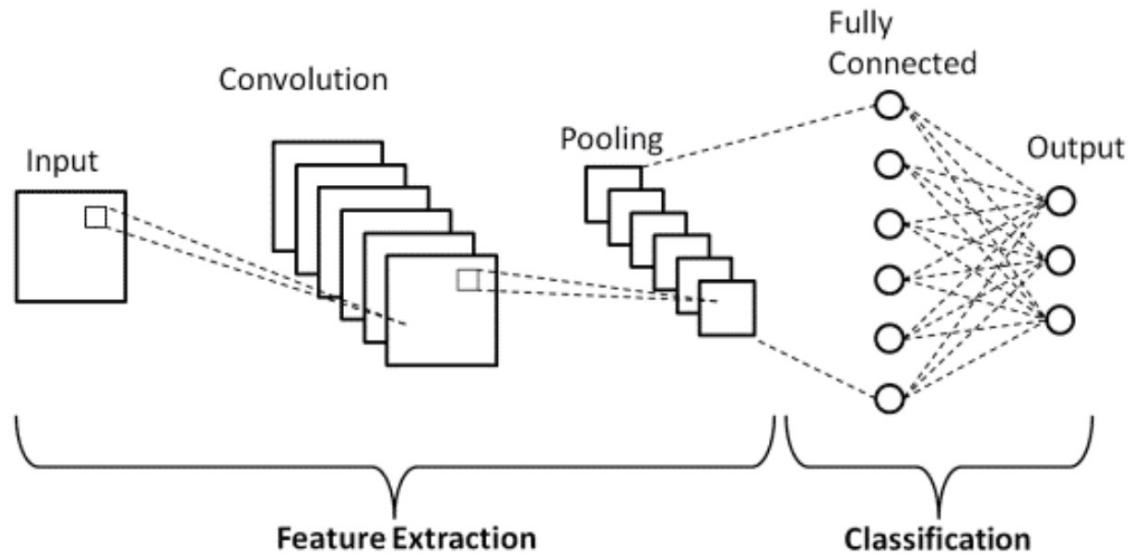 Input
Convolution
Pooling
Fully
Connected
Output
Feature Extraction
Classification